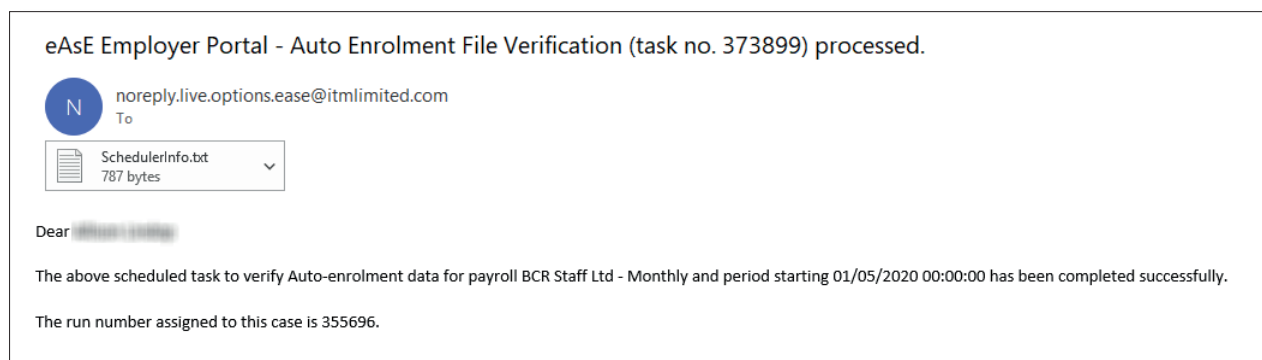 eAsE Employer Portal - Auto Enrolment File Verification (task no. 373899) processed.
N
noreply.live.options.ease@itmlimited.com
To
SchedulerInfo.txt
787 bytes
Dear
The above scheduled task to verify Auto-enrolment data for payroll BCR Staff Ltd - Monthly and period starting 01/05/2020 00:00:00 has been completed successfully.
The run number assigned to this case is 355696.